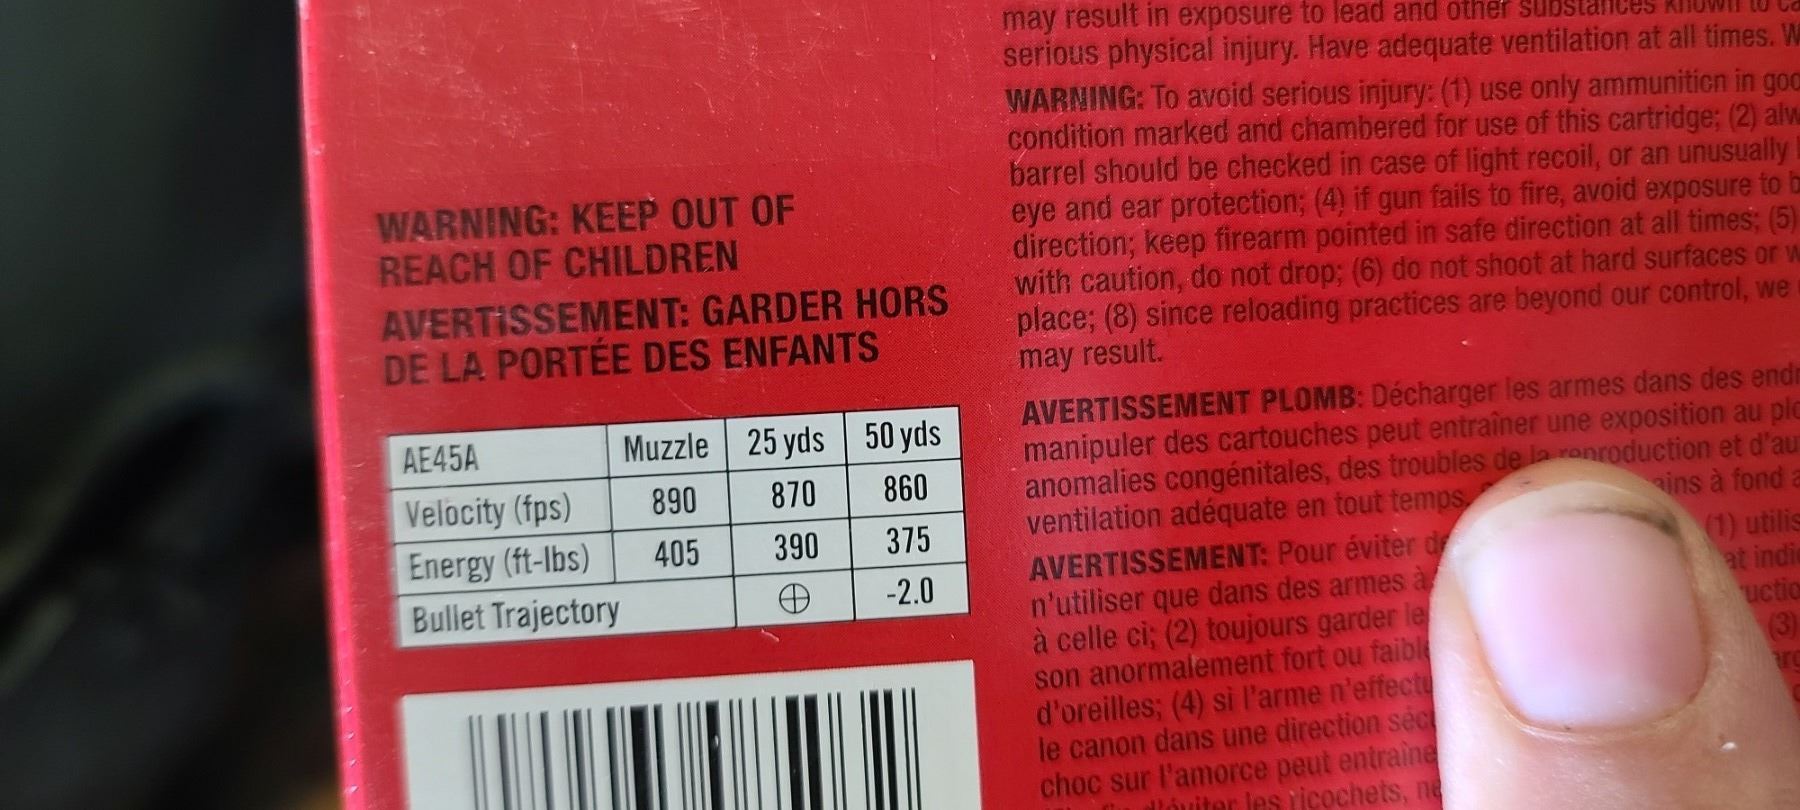 WARNING: KEEP OUT OF
REACH OF CHILDREN
AVERTISSEMENT: GARDER HORS
DE LA PORTÉE DES ENFANTS
AE45A Muzzle 25 yds 50 yds
Velocity (fps) 890 870 860
Energy (ft-lbs) 405 390 375
Bullet Trajectory ⊕ -2.0
may result in exposure to lead and other substances known to
serious physical injury. Have adequate ventilation at all times.
WARNING: To avoid serious injury: (1) use only ammunition in
condition marked and chambered for use of this cartridge; (2)
barrel should be checked in case of light recoil, or an unusually
eye and ear protection; (4) if gun fails to fire, avoid exposure to
direction; keep firearm pointed in safe direction at all times; (5)
with caution, do not drop; (6) do not shoot at hard surfaces or
place; (8) since reloading practices are beyond our control, we
may result.
AVERTISSEMENT PLOMB: Décharger les armes dans des
manipuler des cartouches peut entraîner une exposition au
anomalies congénitales, des troubles de la reproduction et
ventilation adéquate en tout temps. à fond
AVERTISSEMENT: Pour éviter (1)
n'utiliser que dans des armes à
à celle ci; (2) toujours garder le (3)
son anormalement fort ou
d'oreilles; (4) si l'arme
le canon dans une direction
choc sur l'amorce peut
les ricochets,